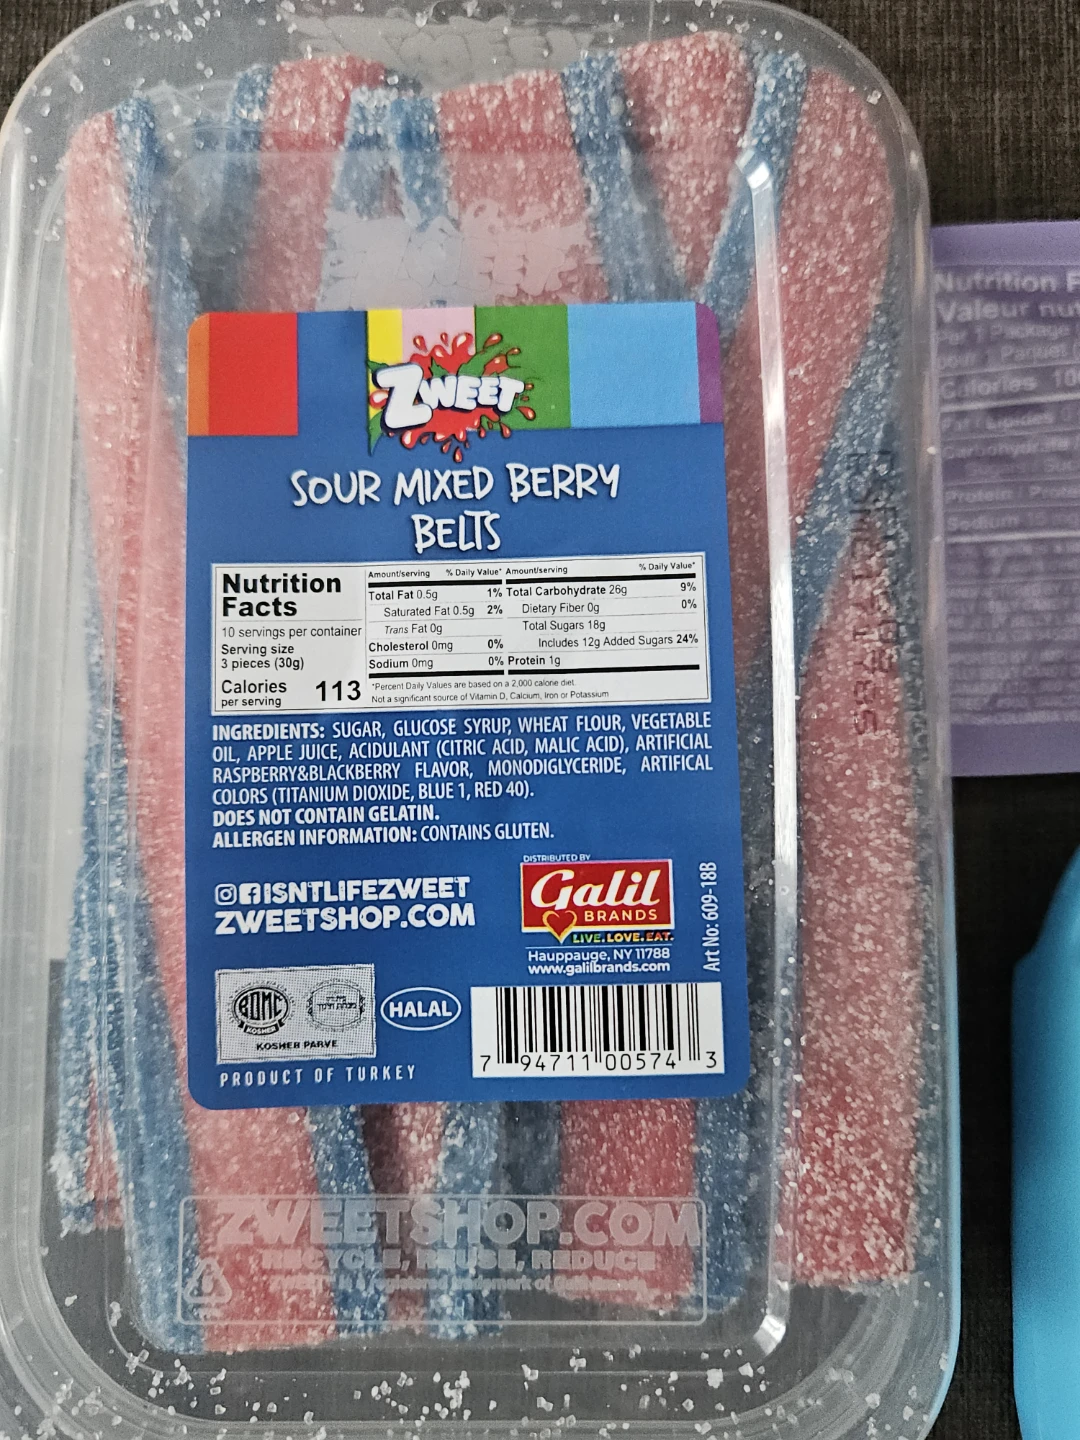 ZWEET
SOUR MIXED BERRY
BELTS
Nutrition
Facts
10 servings per container
Serving size
3 pieces (30g)
Calories
per serving
113
Amount/serving % Daily Value*
Total Fat 0.5g 1%
Saturated Fat 0.5g 2%
Trans Fat 0g
Cholesterol 0mg 0%
Sodium 0mg 0%
Amount/serving % Daily Value*
Total Carbohydrate 26g 9%
Dietary Fiber 0g 0%
Total Sugars 18g
Includes 12g Added Sugars 24%
Protein 1g
*Percent Daily Values are based on a 2,000 calorie diet.
Not a significant source of Vitamin D, Calcium, Iron or Potassium
INGREDIENTS: SUGAR, GLUCOSE SYRUP, WHEAT FLOUR, VEGETABLE
OIL, APPLE JUICE, ACIDULANT (CITRIC ACID, MALIC ACID), ARTIFICIAL
RASPBERRY&BLACKBERRY FLAVOR, MONODIGLYCERIDE, ARTIFICAL
COLORS (TITANIUM DIOXIDE, BLUE 1, RED 40).
DOES NOT CONTAIN GELATIN.
ALLERGEN INFORMATION: CONTAINS GLUTEN.
ISNTLIFEZWEET
ZWEETSHOP.COM
DISTRIBUTED BY
Galil
BRANDS
LIVE.LOVE.EAT.
Hauppauge, NY 11788
www.galilbrands.com
Art No: 609-18B
KOSHER
KOSHER PARVE
HALAL
PRODUCT OF TURKEY
7 94711 00574 3
ZWEETSHOP.COM
RECYCLE, REUSE, REDUCE
Nutrition F
Valeur nut
Calories 10
Carbohydrate
Protein
Sodium